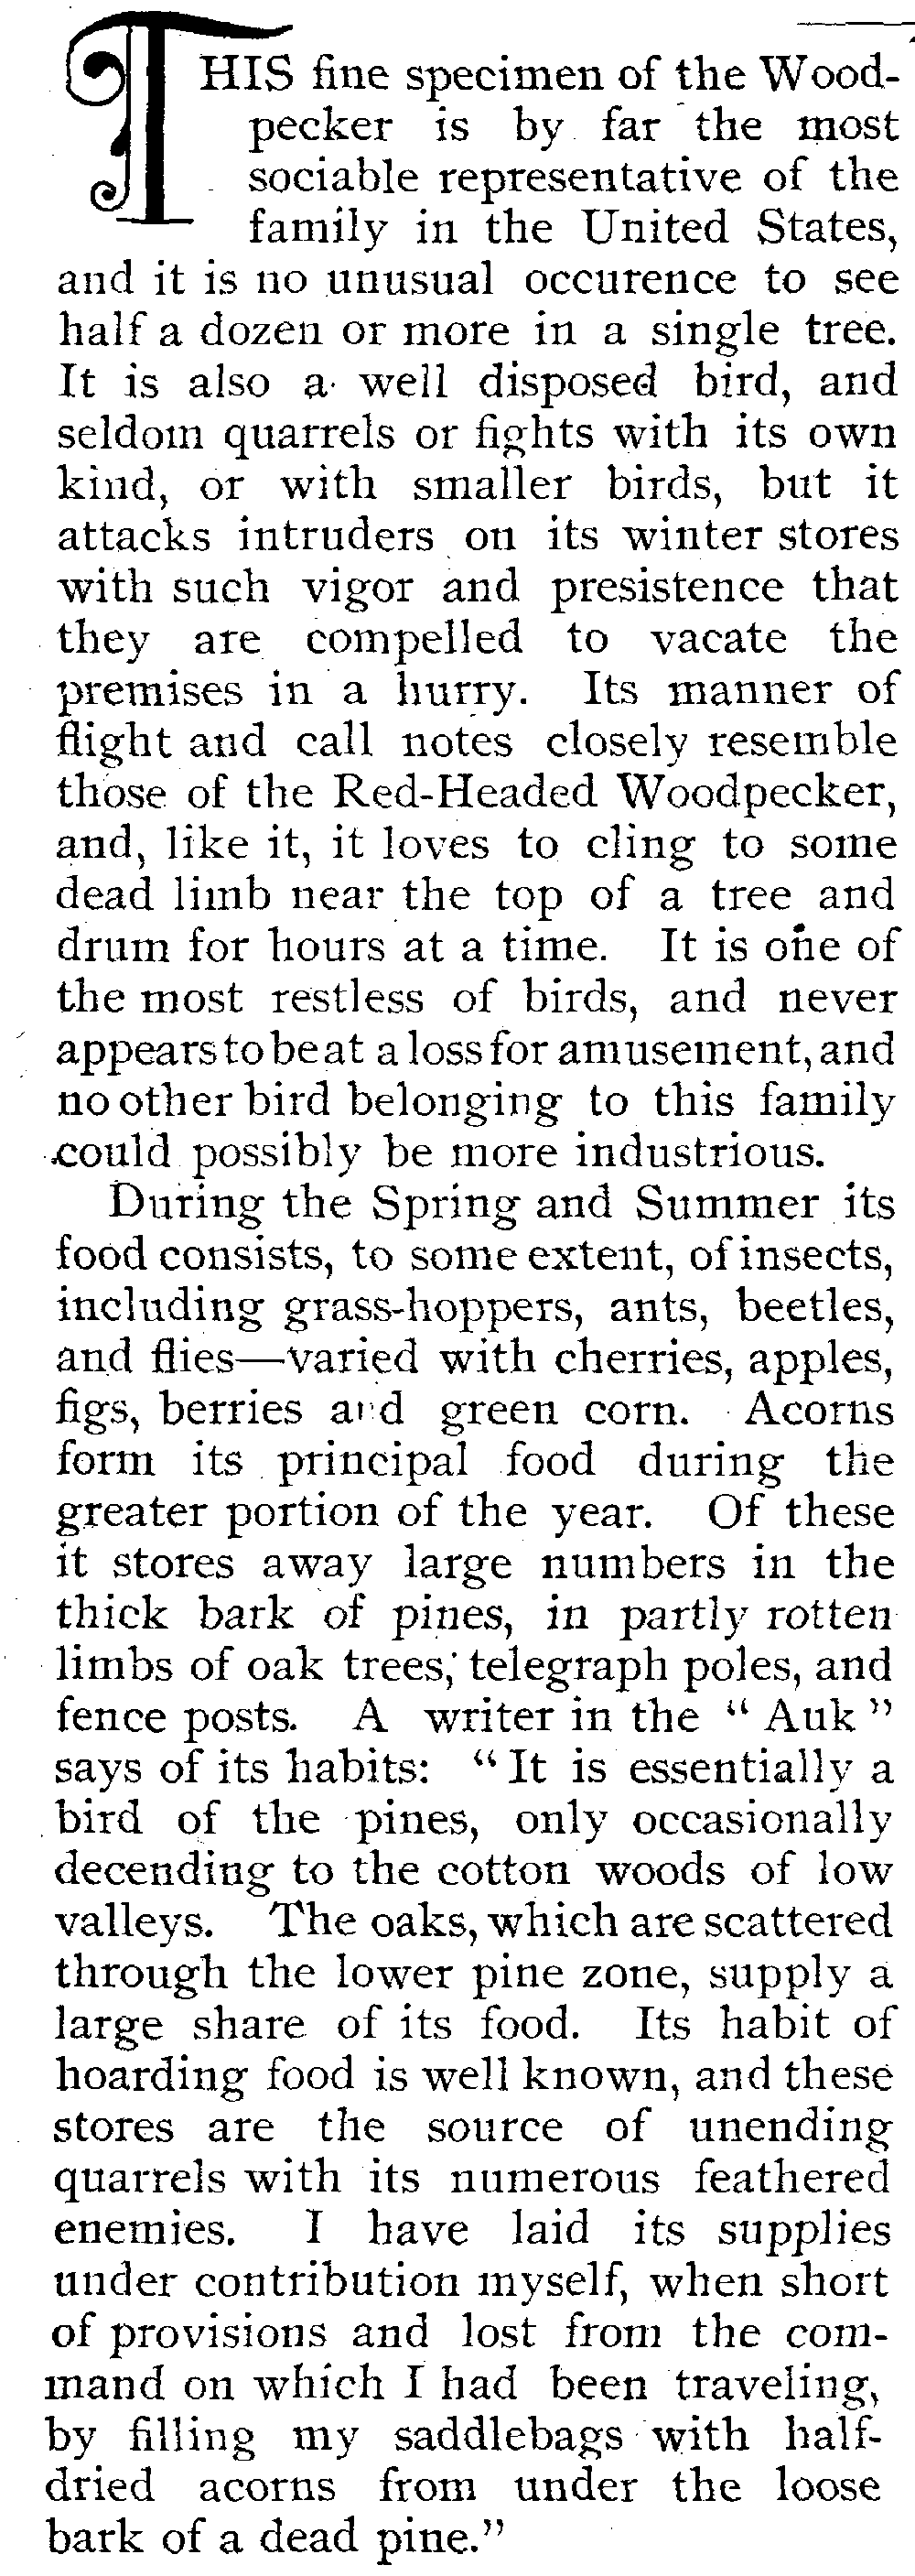 THIS fine specimen of the Wood-
pecker is by far the most
sociable representative of the
family in the United States,
and it is no unusual occurence to see
half a dozen or more in a single tree.
It is also a well disposed bird, and
seldom quarrels or fights with its own
kind, or with smaller birds, but it
attacks intruders on its winter stores
with such vigor and presistence that
they are compelled to vacate the
premises in a hurry. Its manner of
flight and call notes closely resemble
those of the Red-Headed Woodpecker,
and, like it, it loves to cling to some
dead limb near the top of a tree and
drum for hours at a time. It is one of
the most restless of birds, and never
appears to be at a loss for amusement, and
no other bird belonging to this family
could possibly be more industrious.
During the Spring and Summer its
food consists, to some extent, of insects,
including grass-hoppers, ants, beetles,
and flies—varied with cherries, apples,
figs, berries and green corn. Acorns
form its principal food during the
greater portion of the year. Of these
it stores away large numbers in the
thick bark of pines, in partly rotten
limbs of oak trees, telegraph poles, and
fence posts. A writer in the "Auk"
says of its habits: "It is essentially a
bird of the pines, only occasionally
decending to the cotton woods of low
valleys. The oaks, which are scattered
through the lower pine zone, supply a
large share of its food. Its habit of
hoarding food is well known, and these
stores are the source of unending
quarrels with its numerous feathered
enemies. I have laid its supplies
under contribution myself, when short
of provisions and lost from the com-
mand on which I had been traveling,
by filling my saddlebags with half-
dried acorns from under the loose
bark of a dead pine."